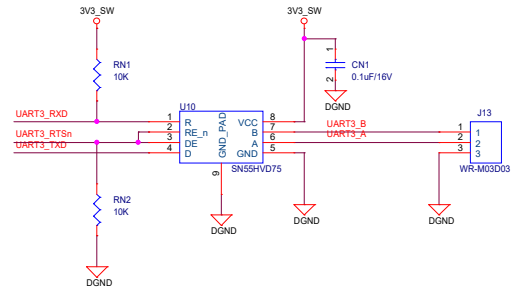 3V3_SW
3V3_SW
RN1
10K
1
2
CN1
0.1uF/16V
DGND
U10
UART3_RXD
UART3_RTSn
UART3_TXD
1
2
3
4
R
RE_n
DE
D
GND_PAD
VCC
B
A
GND
8
7
6
5
9
SN55HVD75
UART3_B
UART3_A
J13
1
2
3
1
2
3
WR-M03D03
RN2
10K
DGND
DGND
DGND
DGND